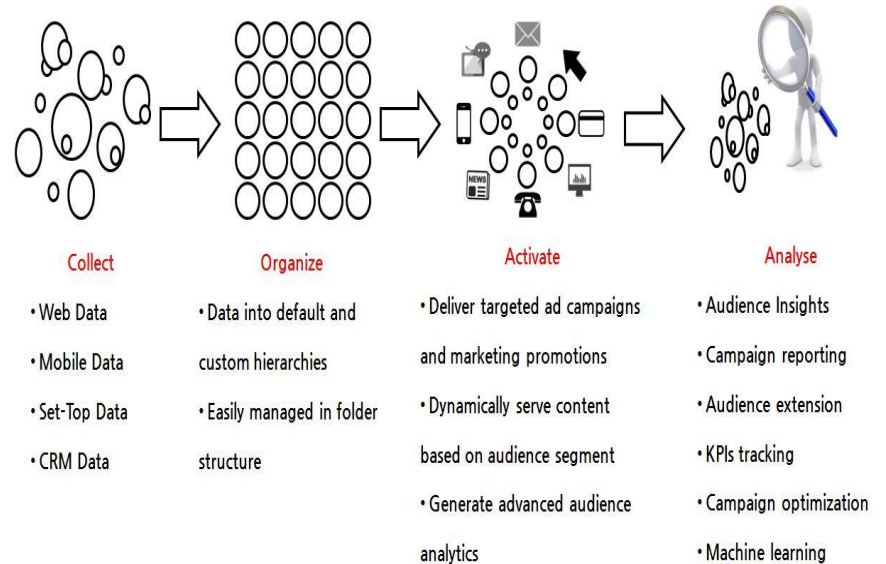 NEWS
Collect
• Web Data
• Mobile Data
• Set-Top Data
• CRM Data
Organize
• Data into default and
custom hierarchies
• Easily managed in folder
structure
Activate
• Deliver targeted ad campaigns
and marketing promotions
• Dynamically serve content
based on audience segment
• Generate advanced audience
analytics
Analyse
• Audience Insights
• Campaign reporting
• Audience extension
• KPIs tracking
• Campaign optimization
• Machine learning